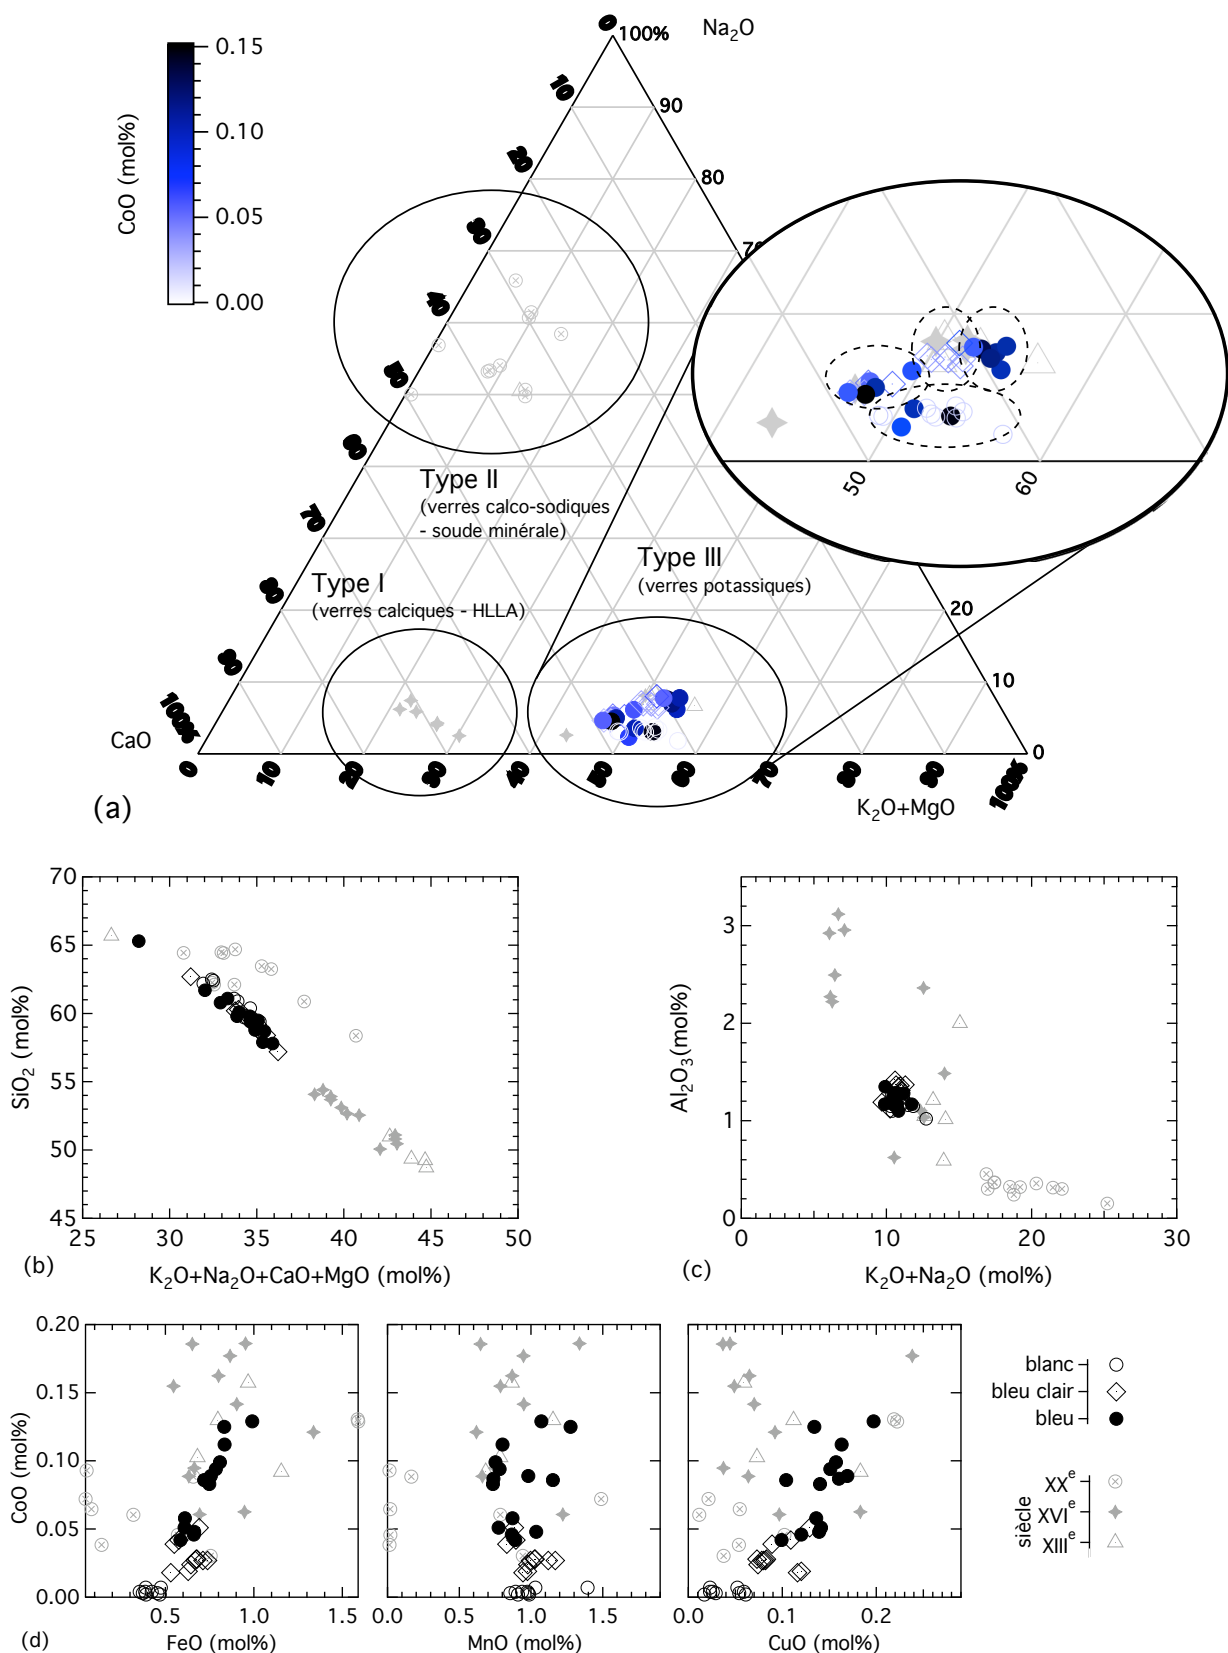 Na₂O
100%
0
0.15
0.10
0.05
0.00
CoO (mol%)
10
90
20
80
30
70
40
50
60
70
80
90
100%
50
60
Type II
(verres calco-sodiques
- soude minérale)
Type III
(verres potassiques)
Type I
(verres calciques - HLLA)
20
10
0
CaO
0
10
20
30
40
50
60
70
80
90
100%
K₂O+MgO
(a)
70
65
60
55
50
45
SiO₂ (mol%)
25
30
35
40
45
50
K₂O+Na₂O+CaO+MgO (mol%)
(b)
3
2
1
0
Al₂O₃(mol%)
0
10
20
30
K₂O+Na₂O (mol%)
(c)
0.20
0.15
0.10
0.05
0.00
CoO (mol%)
0.5
1.0
1.5
FeO (mol%)
0.0
0.5
1.0
1.5
MnO (mol%)
0.0
0.1
0.2
CuO (mol%)
(d)
blanc
bleu clair
bleu
siècle
XXᵉ
XVIᵉ
XIIIᵉ